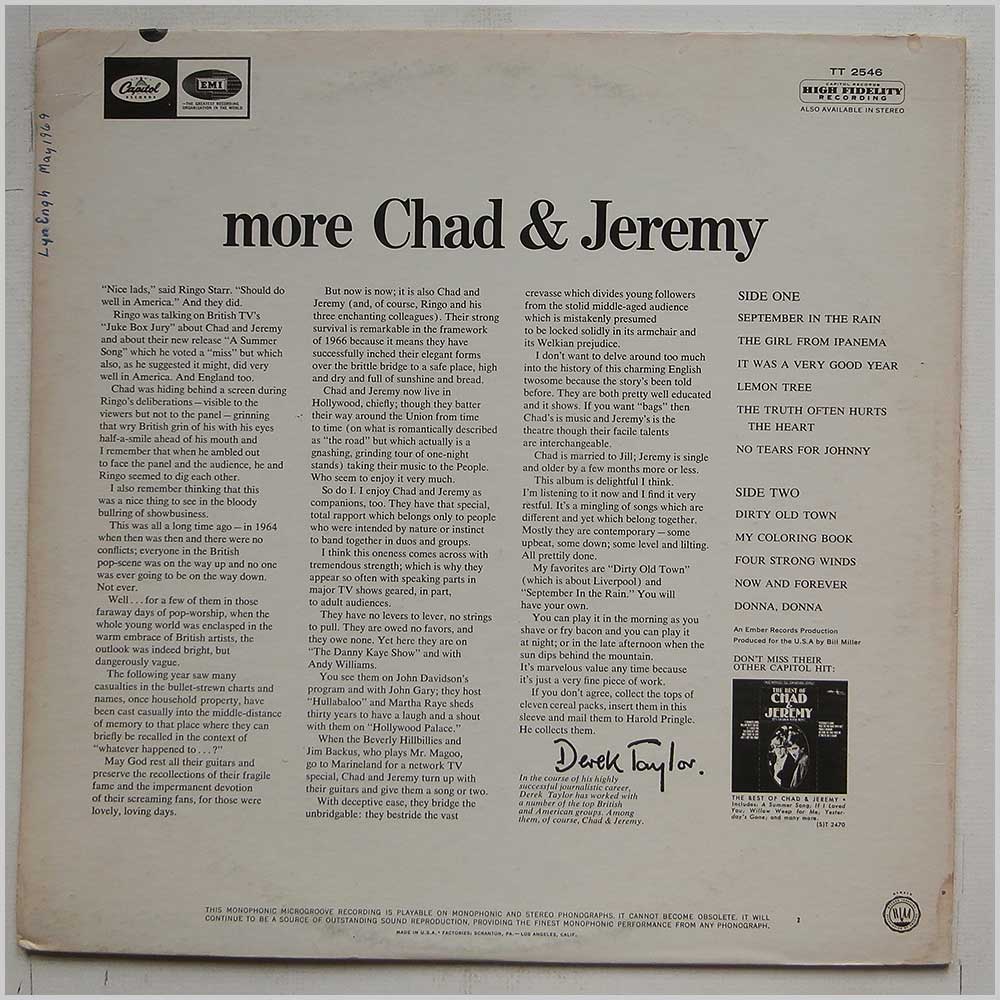 Capitol
RECORDS
EMI
—THE GREATEST RECORDING
ORGANISATION IN THE WORLD
TT 2546
CAPITOL RECORDS
HIGH FIDELITY
RECORDING
ALSO AVAILABLE IN STEREO
Lyn Engh May 1969
more Chad & Jeremy
"Nice lads," said Ringo Starr. "Should do
well in America." And they did.
Ringo was talking on British TV's
"Juke Box Jury" about Chad and Jeremy
and about their new release "A Summer
Song" which he voted a "miss" but which
also, as he suggested it might, did very
well in America. And England too.
Chad was hiding behind a screen during
Ringo's deliberations—visible to the
viewers but not to the panel—grinning
that wry British grin of his with his eyes
half-a-smile ahead of his mouth and
I remember that when he ambled out
to face the panel and the audience, he and
Ringo seemed to dig each other.
I also remember thinking that this
was a nice thing to see in the bloody
bullring of showbusiness.
This was all a long time ago—in 1964
when then was then and there were no
conflicts; everyone in the British
pop-scene was on the way up and no one
was ever going to be on the way down.
Not ever.
Well...for a few of them in those
faraway days of pop-worship, when the
whole young world was enclasped in the
warm embrace of British artists, the
outlook was indeed bright, but
dangerously vague.
The following year saw many
casualties in the bullet-strewn charts and
names, once household property, have
been cast casually into the middle-distance
of memory to that place where they can
briefly be recalled in the context of
"whatever happened to...?"
May God rest all their guitars and
preserve the recollections of their fragile
fame and the impermanent devotion
of their screaming fans, for those were
lovely, loving days.
But now is now; it is also Chad and
Jeremy (and, of course, Ringo and his
three enchanting colleagues). Their strong
survival is remarkable in the framework
of 1966 because it means they have
successfully inched their elegant forms
over the brittle bridge to a safe place, high
and dry and full of sunshine and bread.
Chad and Jeremy now live in
Hollywood, chiefly; though they batter
their way around the Union from time
to time (on what is romantically described
as "the road" but which actually is a
gnashing, grinding tour of one-night
stands) taking their music to the People.
Who seem to enjoy it very much.
So do I. I enjoy Chad and Jeremy as
companions, too. They have that special,
total rapport which belongs only to people
who were intended by nature or instinct
to band together in duos and groups.
I think this oneness comes across with
tremendous strength; which is why they
appear so often with speaking parts in
major TV shows geared, in part,
to adult audiences.
They have no levers to lever, no strings
to pull. They are owed no favors, and
they owe none. Yet here they are on
"The Danny Kaye Show" and with
Andy Williams.
You see them on John Davidson's
program and with John Gary; they host
"Hullabaloo" and Martha Raye sheds
thirty years to have a laugh and a shout
with them on "Hollywood Palace."
When the Beverly Hillbillies and
Jim Backus, who plays Mr. Magoo,
go to Marineland for a network TV
special, Chad and Jeremy turn up with
their guitars and give them a song or two.
With deceptive ease, they bridge the
unbridgable: they bestride the vast
crevasse which divides young followers
from the stolid middle-aged audience
which is mistakenly presumed
to be locked solidly in its armchair and
its Welkian prejudice.
I don't want to delve around too much
into the history of this charming English
twosome because the story's been told
before. They are both pretty well educated
and it shows. If you want "bags" then
Chad's is music and Jeremy's is the
theatre though their facile talents
are interchangeable.
Chad is married to Jill; Jeremy is single
and older by a few months more or less.
This album is delightful I think.
I'm listening to it now and I find it very
restful. It's a mingling of songs which are
different and yet which belong together.
Mostly they are contemporary—some
upbeat, some down; some level and lilting.
All prettily done.
My favorites are "Dirty Old Town"
(which is about Liverpool) and
"September In the Rain." You will
have your own.
You can play it in the morning as you
shave or fry bacon and you can play it
at night; or in the late afternoon when the
sun dips behind the mountain.
It's marvelous value any time because
it's just a very fine piece of work.
If you don't agree, collect the tops of
eleven cereal packs, insert them in this
sleeve and mail them to Harold Pringle.
He collects them.
Derek Taylor.
In the course of his highly
successful journalistic career,
Derek Taylor has worked with
a number of the top British
and American groups. Among
them, of course, Chad & Jeremy.
SIDE ONE
SEPTEMBER IN THE RAIN
THE GIRL FROM IPANEMA
IT WAS A VERY GOOD YEAR
LEMON TREE
THE TRUTH OFTEN HURTS
THE HEART
NO TEARS FOR JOHNNY
SIDE TWO
DIRTY OLD TOWN
MY COLORING BOOK
FOUR STRONG WINDS
NOW AND FOREVER
DONNA, DONNA
An Ember Records Production
Produced for the U.S.A by Bill Miller
DON'T MISS THEIR
OTHER CAPITOL HIT:
THE BEST OF
CHAD
&
JEREMY
THE BEST OF CHAD & JEREMY •
Includes: A Summer Song; If I Loved
You; Willow Weep for Me; Yester-
day's Gone; and many more.
(S)T 2470
THIS MONOPHONIC MICROGROOVE RECORDING IS PLAYABLE ON MONOPHONIC AND STEREO PHONOGRAPHS. IT CANNOT BECOME OBSOLETE. IT WILL
CONTINUE TO BE A SOURCE OF OUTSTANDING SOUND REPRODUCTION, PROVIDING THE FINEST MONOPHONIC PERFORMANCE FROM ANY PHONOGRAPH.
MADE IN U.S.A. • FACTORIES: SCRANTON, PA.—LOS ANGELES, CALIF.
2